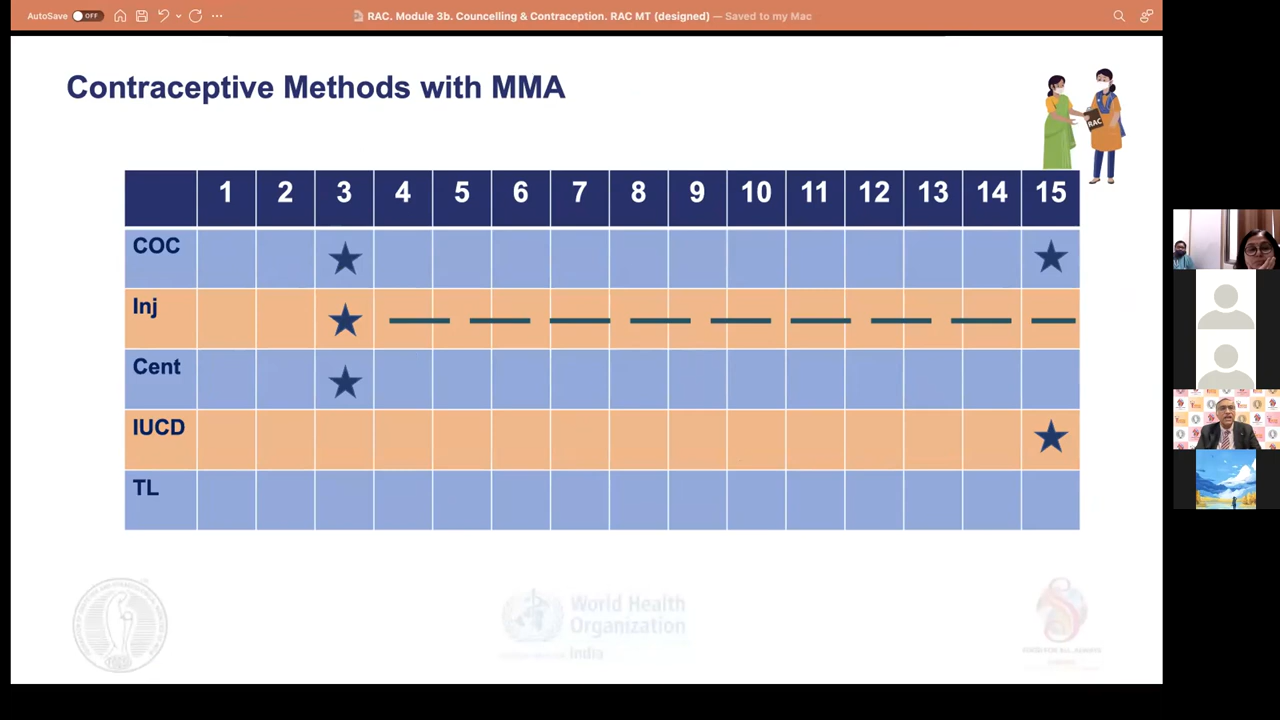 AutoSave OFF RAC. Module 3b. Councelling & Contraception. RAC MT (designed) — Saved to my Mac
Contraceptive Methods with MMA
RAC
1 2 3 4 5 6 7 8 9 10 11 12 13 14 15
COC
Inj
Cent
IUCD
TL
World Health
Organization
India